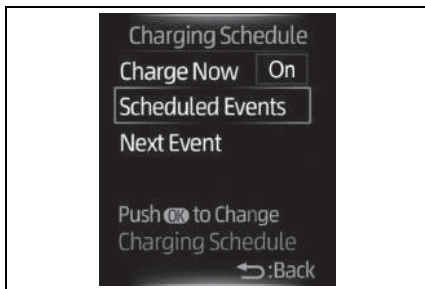 Charging Schedule
Charge Now On
Scheduled Events
Next Event
Push OK to Change
Charging Schedule
:Back